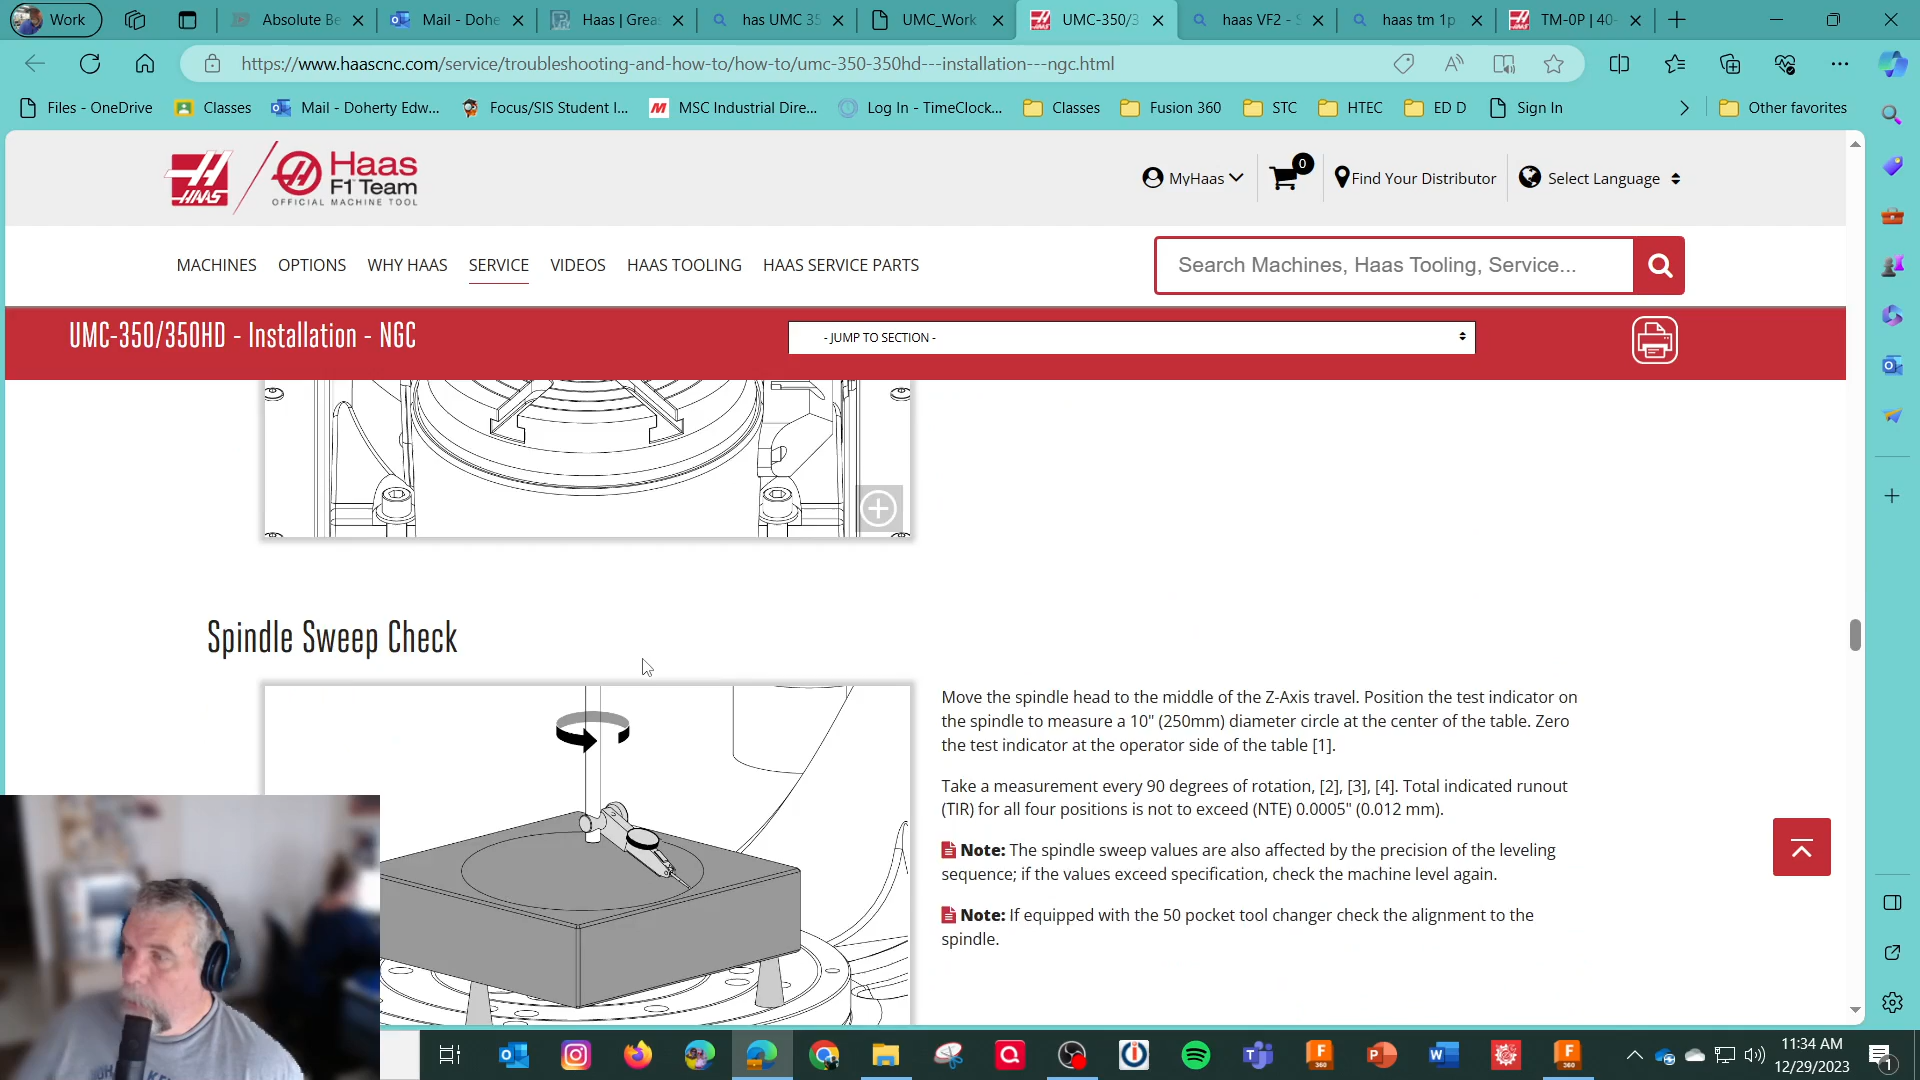 Work
Absolute Be
Mail - Dohe
Haas | Grea
has UMC 35
UMC_Work
UMC-350/3
haas VF2 - S
haas tm 1p
TM-0P | 40-
https://www.haascnc.com/service/troubleshooting-and-how-to/how-to/umc-350-350hd---installation---ngc.html
Files - OneDrive
Classes
Mail - Doherty Edw...
Focus/SIS Student I...
MSC Industrial Dire...
Log In - TimeClock...
Classes
Fusion 360
STC
HTEC
ED D
Sign In
Other favorites
HAAS
Haas
F1 Team
OFFICIAL MACHINE TOOL
MyHaas
0
Find Your Distributor
Select Language
MACHINES
OPTIONS
WHY HAAS
SERVICE
VIDEOS
HAAS TOOLING
HAAS SERVICE PARTS
Search Machines, Haas Tooling, Service...
UMC-350/350HD - Installation - NGC
- JUMP TO SECTION -
Spindle Sweep Check
Move the spindle head to the middle of the Z-Axis travel. Position the test indicator on
the spindle to measure a 10" (250mm) diameter circle at the center of the table. Zero
the test indicator at the operator side of the table [1].
Take a measurement every 90 degrees of rotation, [2], [3], [4]. Total indicated runout
(TIR) for all four positions is not to exceed (NTE) 0.0005" (0.012 mm).
Note: The spindle sweep values are also affected by the precision of the leveling
sequence; if the values exceed specification, check the machine level again.
Note: If equipped with the 50 pocket tool changer check the alignment to the
spindle.
11:34 AM
12/29/2023
1